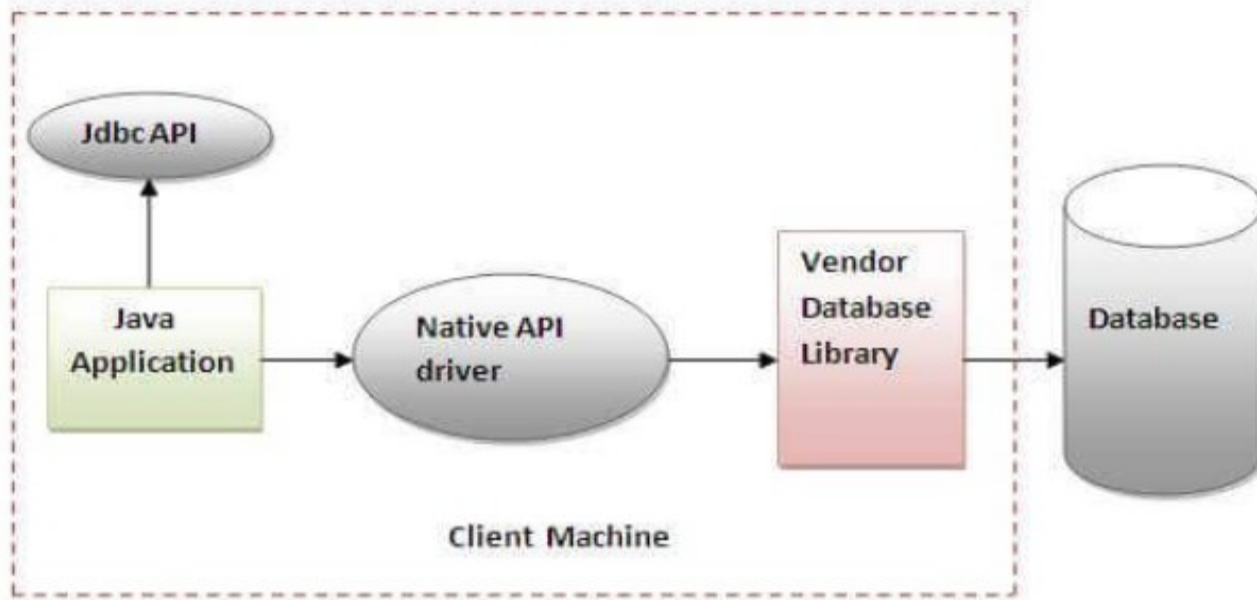 Jdbc API
Java
Application
Native API
driver
Vendor
Database
Library
Database
Client Machine